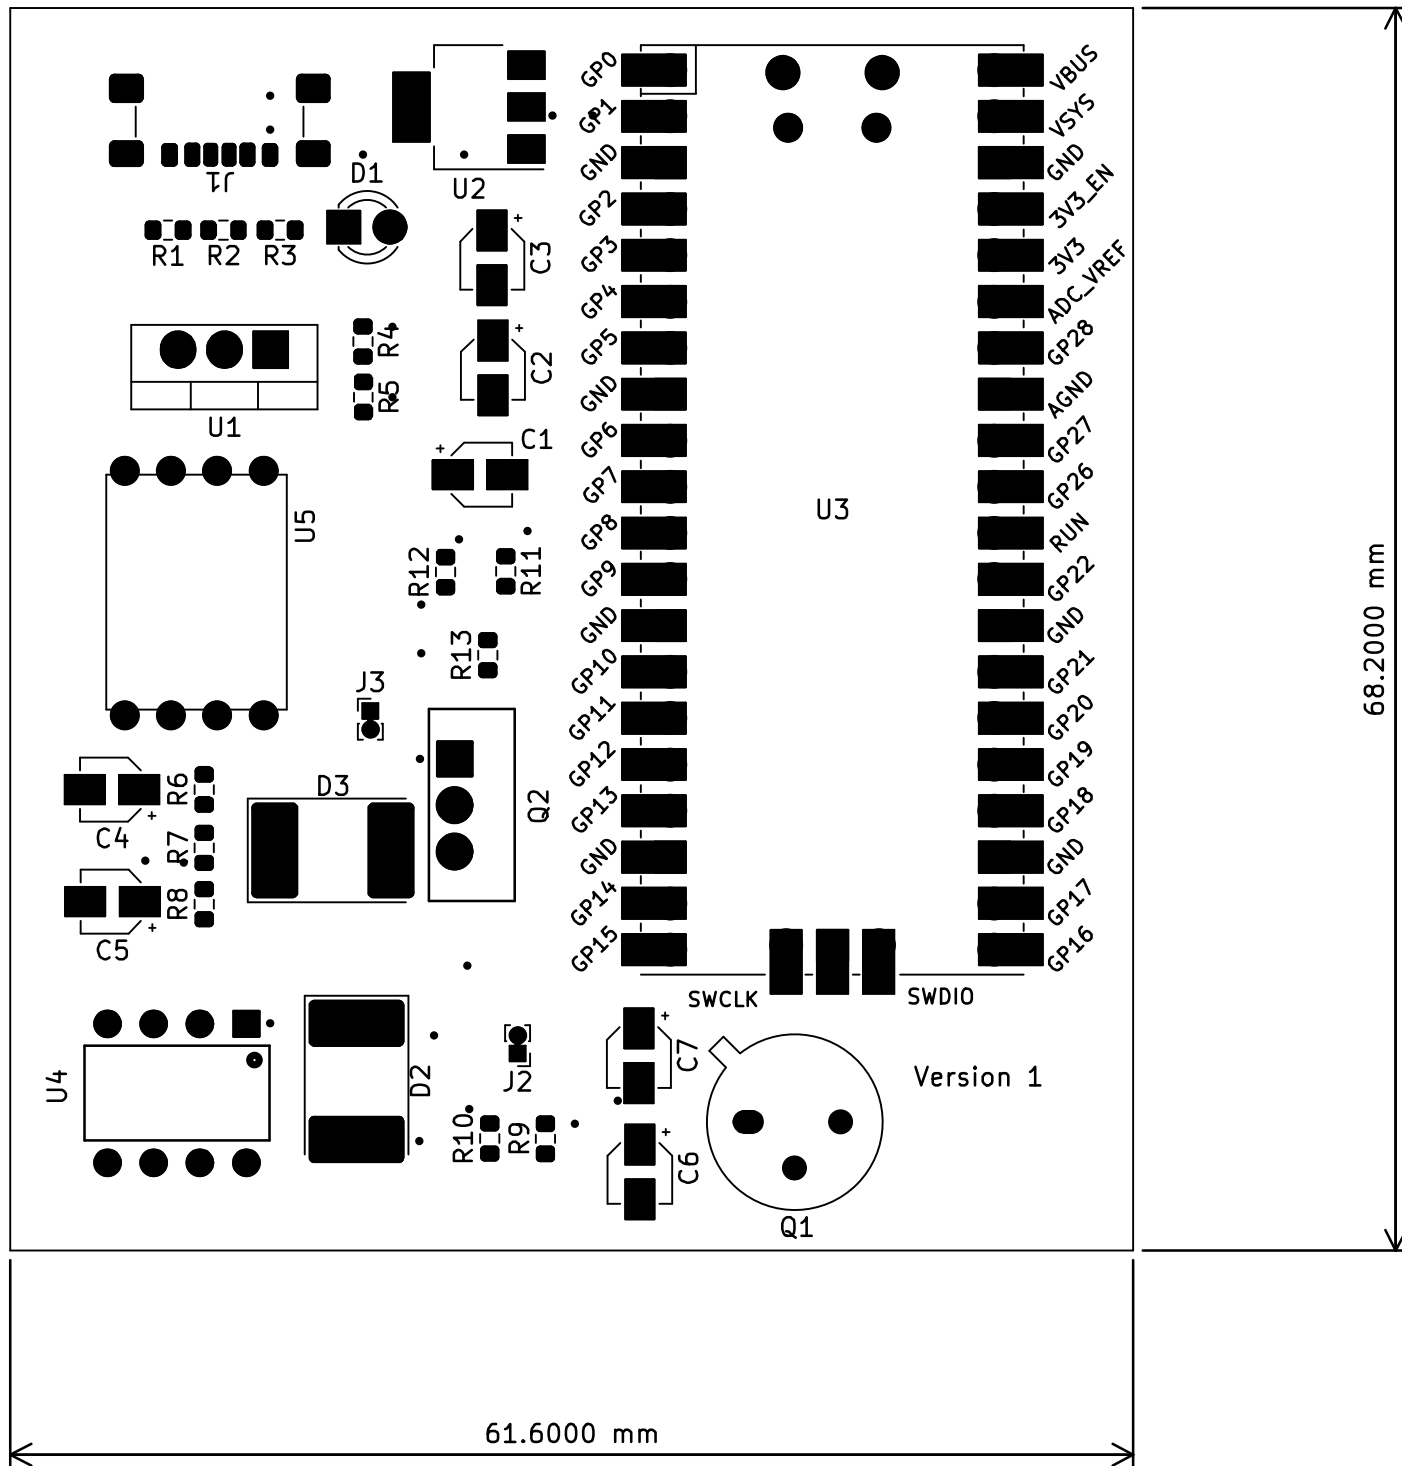 GP0
VBUS
GP1
VSYS
GND
GND
J1
D1
U2
GP2
3V3_EN
R1
R2
R3
+
C3
GP3
3V3
GP4
ADC_VREF
R4
+
C2
GP5
GP28
R5
GND
AGND
U1
+
C1
GP6
GP27
GP7
GP26
U5
U3
GP8
RUN
R12
R11
GP9
GP22
GND
GND
R13
GP10
GP21
68.2000 mm
J3
GP11
GP20
GP12
GP19
R6
D3
Q2
GP13
GP18
+
C4
R7
GND
GND
R8
GP14
GP17
+
C5
GP15
GP16
SWCLK
SWDIO
+
U4
D2
J2
C7
Version 1
R10
R9
+
C6
Q1
61.6000 mm